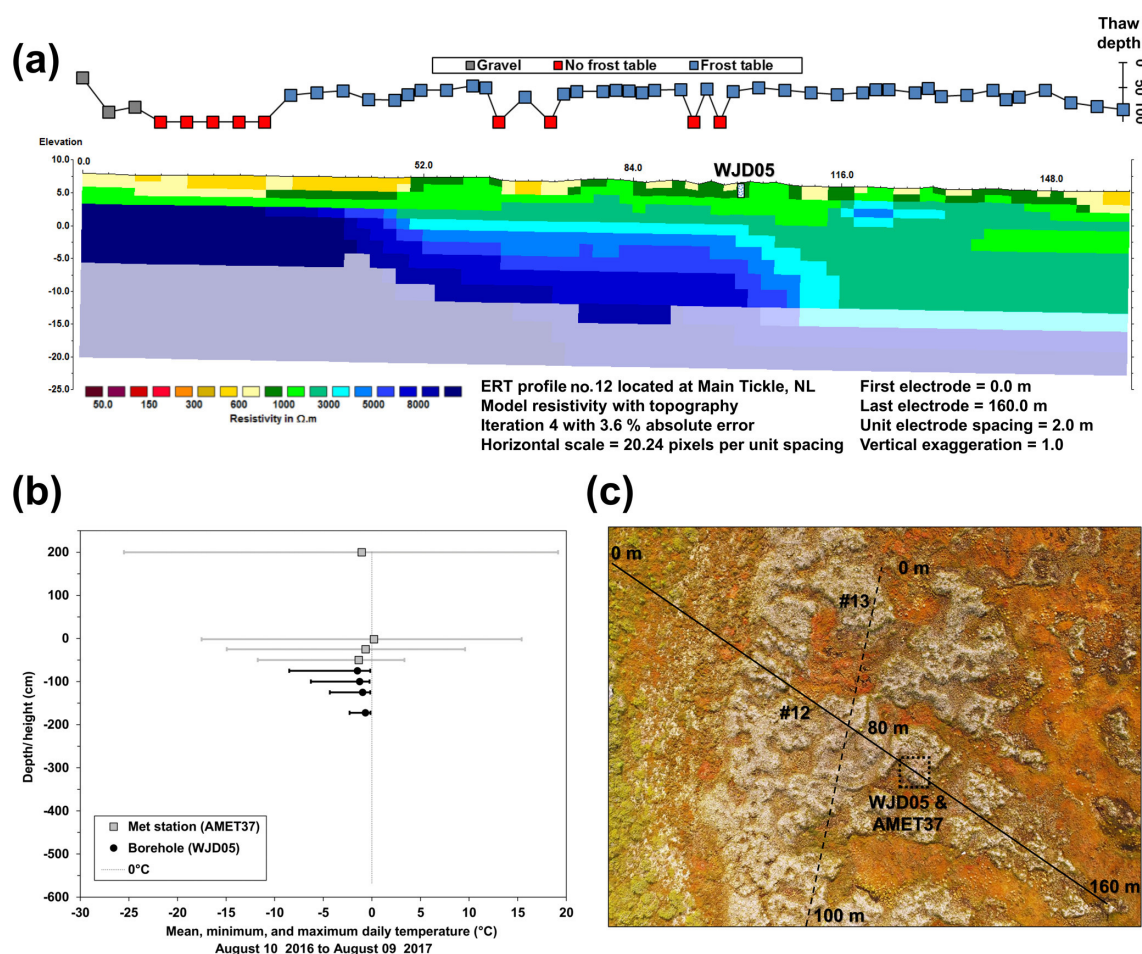 (a)
Thaw
depth
Gravel No frost table Frost table
0
50
100
Elevation
0.0 52.0 84.0 WJD05 116.0 148.0
10.0
5.0
0.0
-5.0
-10.0
-15.0
-20.0
-25.0
50.0 150 300 600 1000 3000 5000 8000
Resistivity in Ω.m
ERT profile no.12 located at Main Tickle, NL
Model resistivity with topography
Iteration 4 with 3.6 % absolute error
Horizontal scale = 20.24 pixels per unit spacing
First electrode = 0.0 m
Last electrode = 160.0 m
Unit electrode spacing = 2.0 m
Vertical exaggeration = 1.0
(b)
Depth/height (cm)
200
100
0
-100
-200
-300
-400
-500
-600
Met station (AMET37)
Borehole (WJD05)
0°C
-30 -25 -20 -15 -10 -5 0 5 10 15 20
Mean, minimum, and maximum daily temperature (°C)
August 10 2016 to August 09 2017
(c)
0 m
0 m
#13
#12
80 m
WJD05 &
AMET37
160 m
100 m